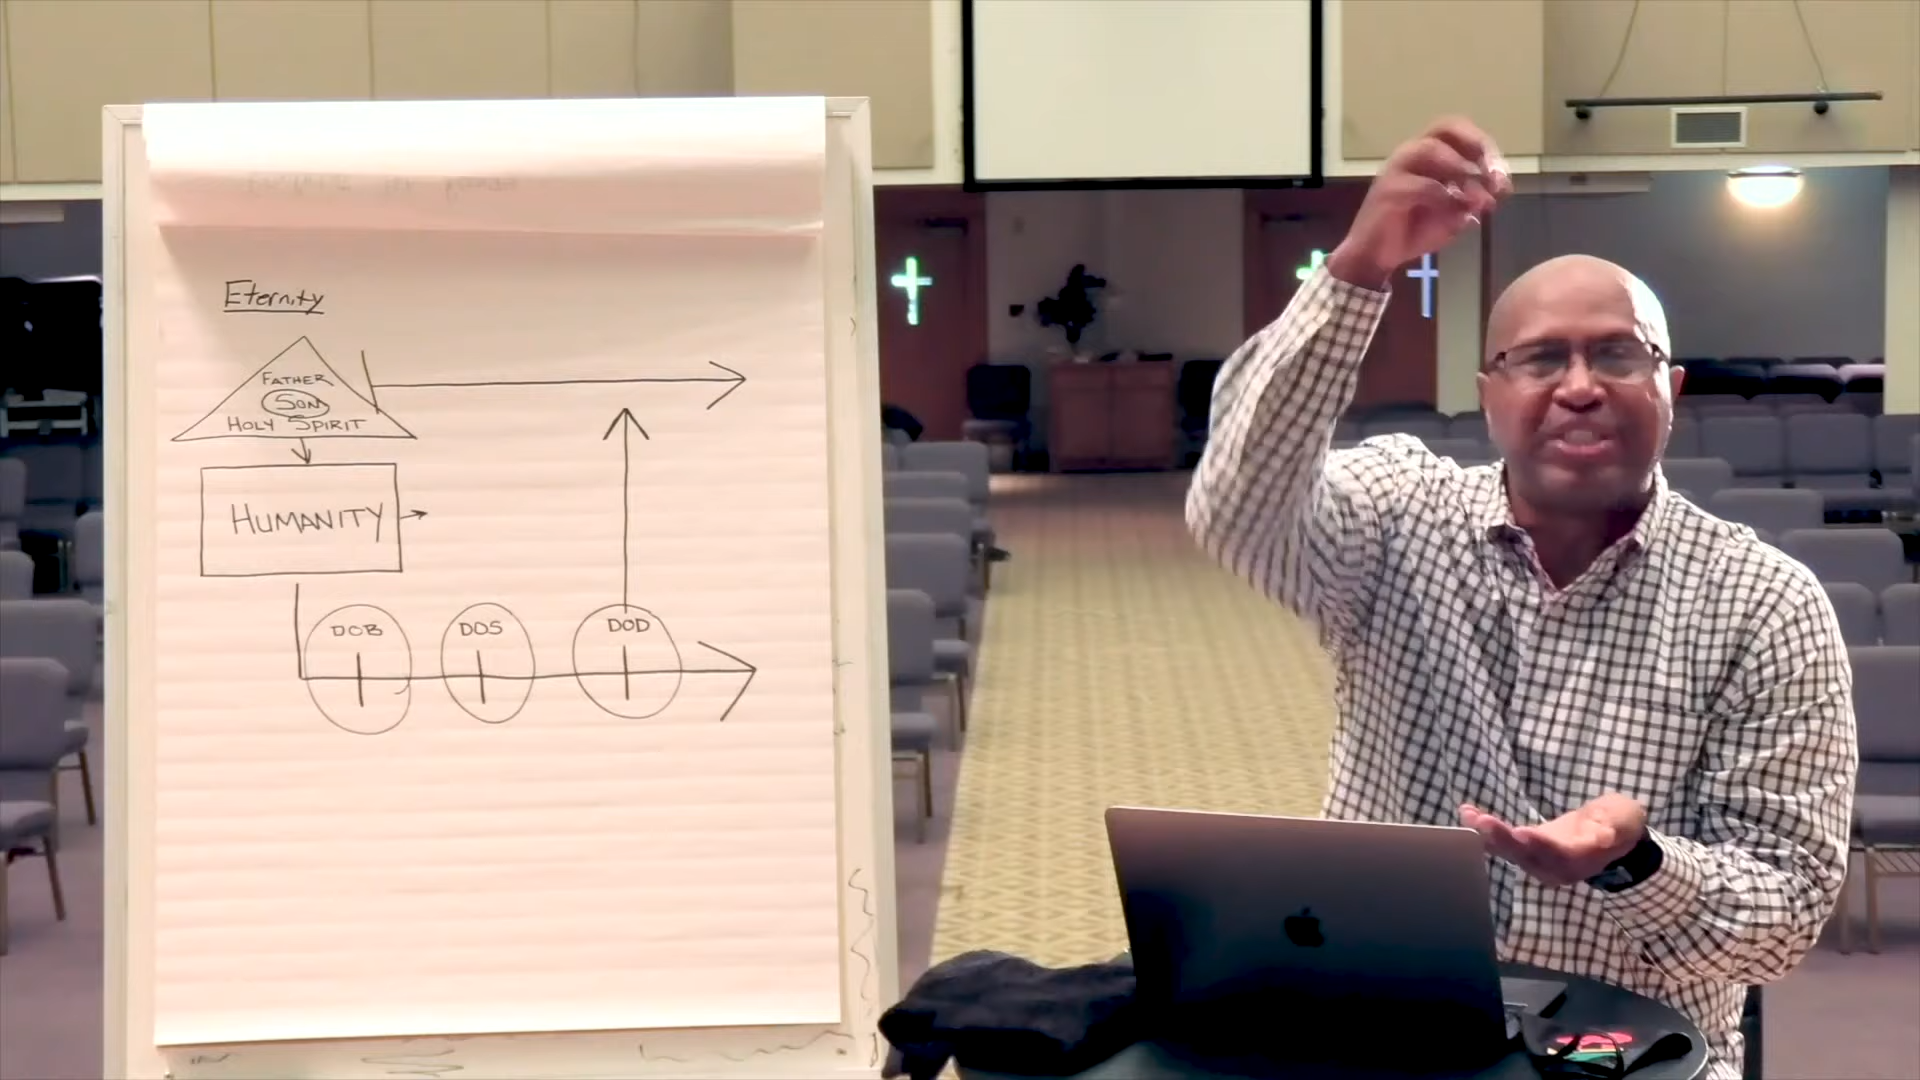 Eternity
FATHER
SON
HOLY SPIRIT
HUMANITY
DOB DOS DOD